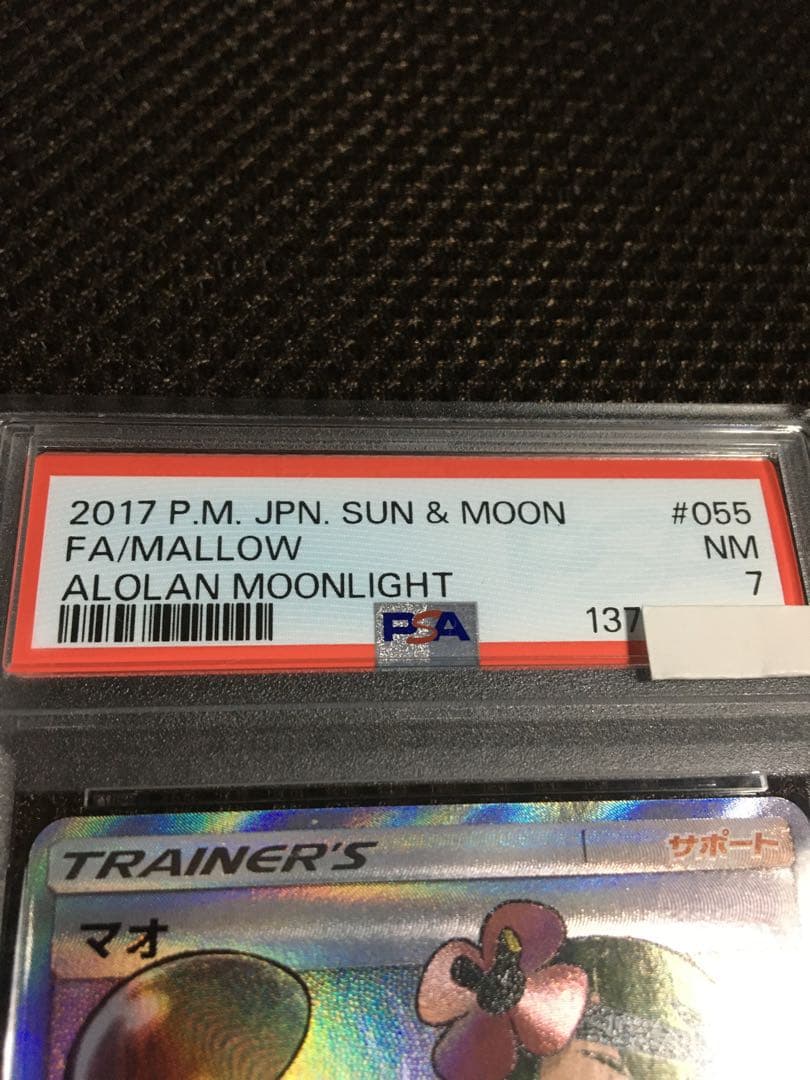 2017 P.M. JPN. SUN & MOON #055
FA/MALLOW NM
ALOLAN MOONLIGHT 7
PSA 137
TRAINER'S サポート
マオ